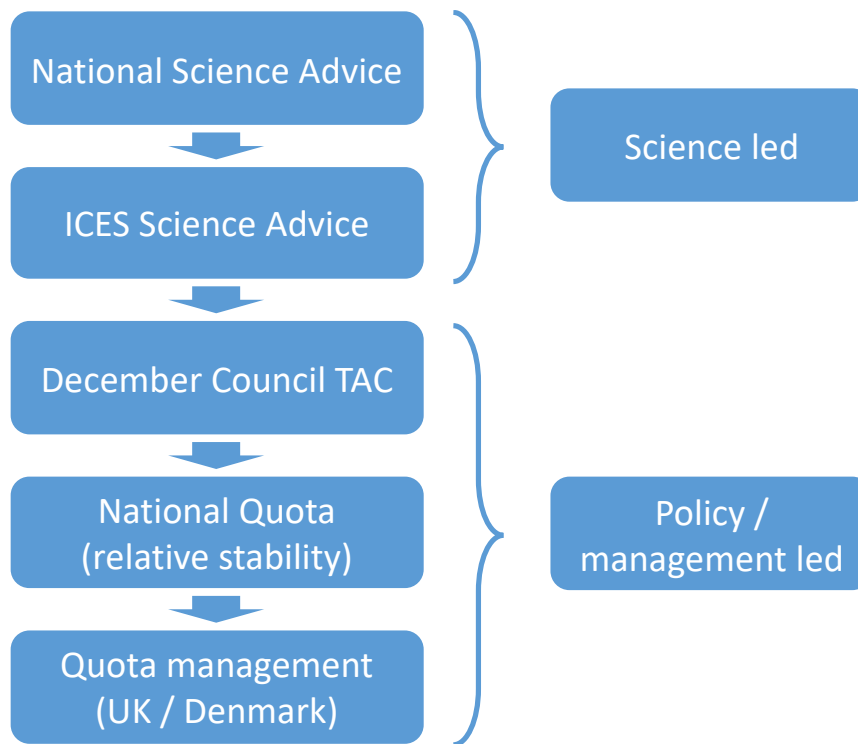 National Science Advice
ICES Science Advice
Science led
December Council TAC
National Quota
(relative stability)
Quota management
(UK / Denmark)
Policy /
management led